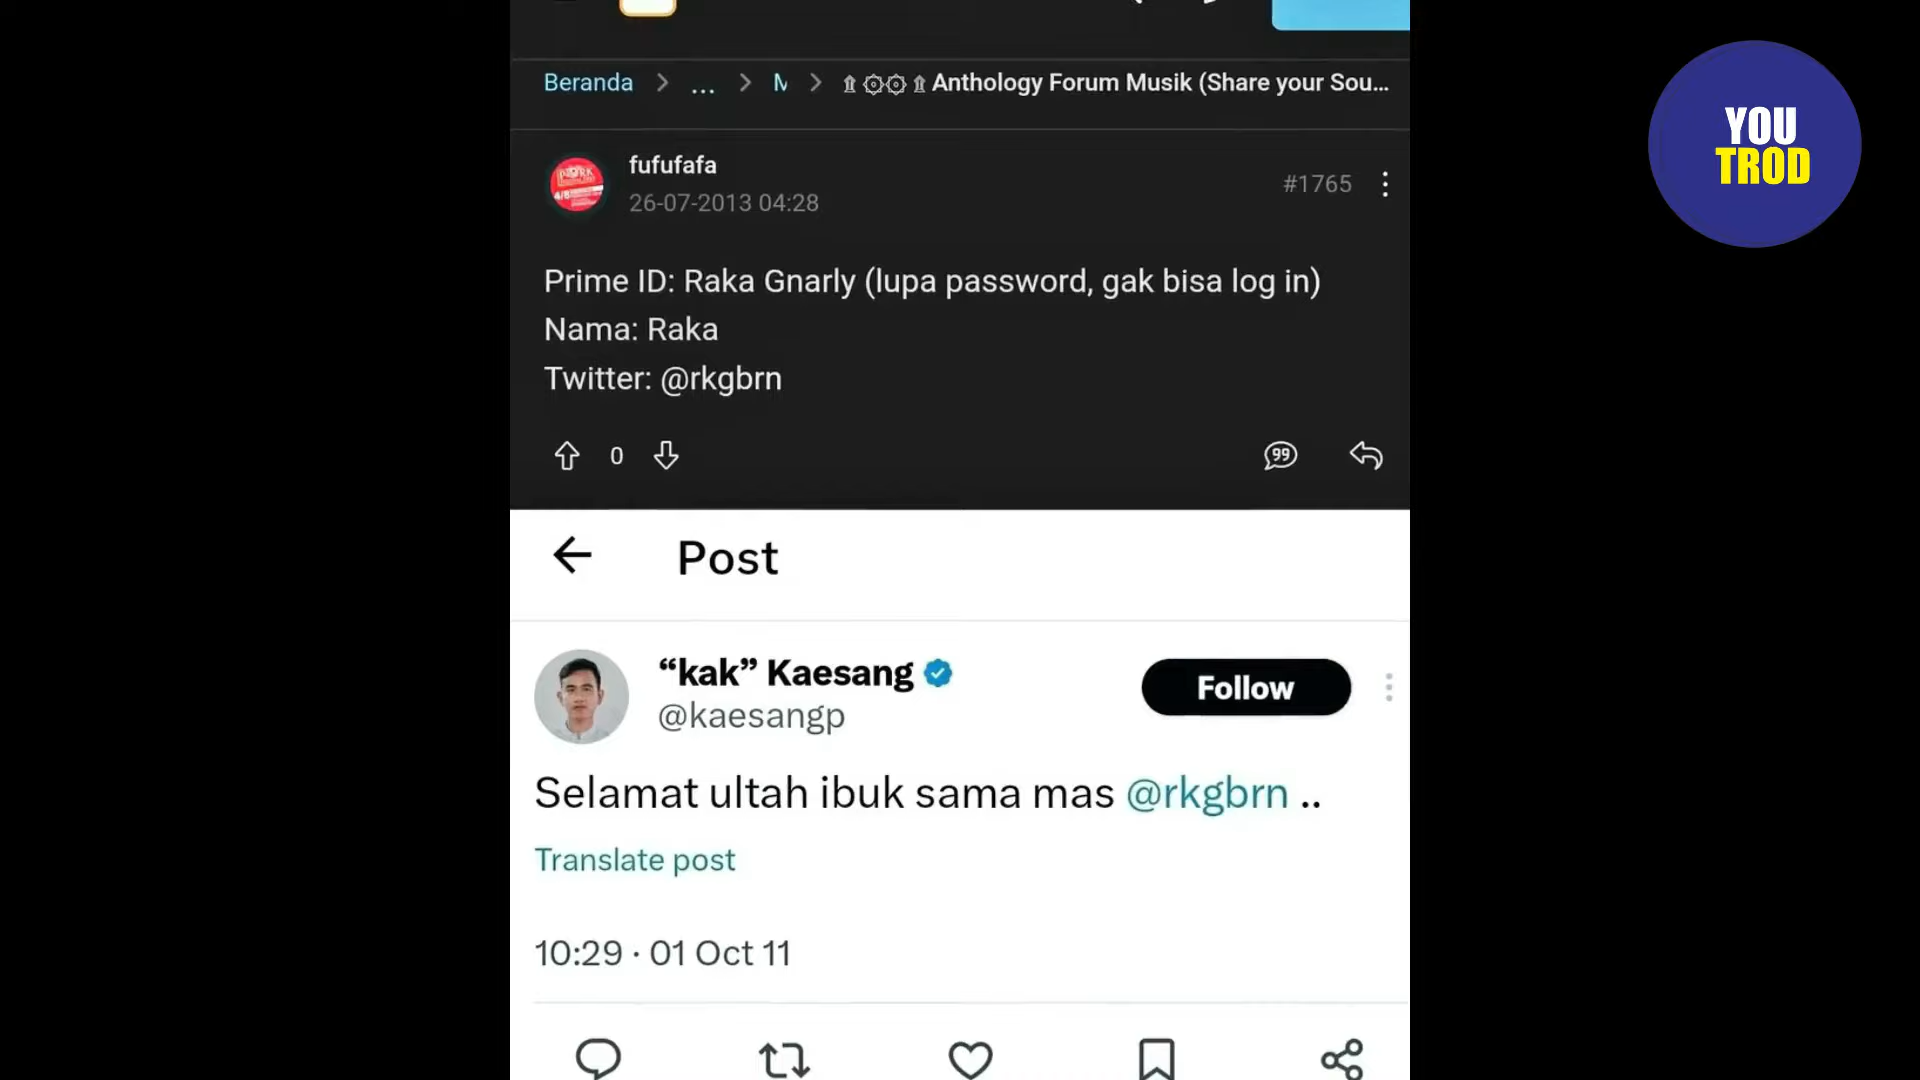 Beranda > ... > M > Anthology Forum Musik (Share your Sou...
YOU
TROD
fufufafa
26-07-2013 04:28
#1765
Prime ID: Raka Gnarly (lupa password, gak bisa log in)
Nama: Raka
Twitter: @rkgbrn
0
99
Post
“kak” Kaesang
@kaesangp
Follow
Selamat ultah ibuk sama mas @rkgbrn ..
Translate post
10:29 · 01 Oct 11